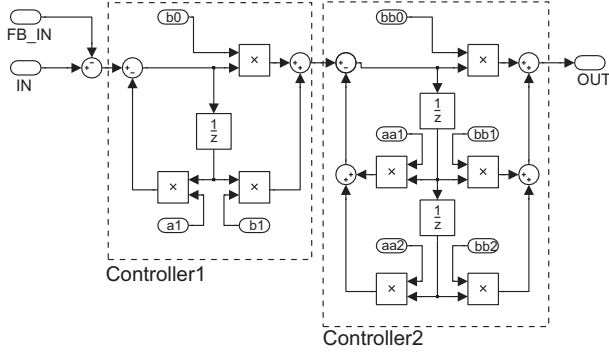 FB_IN
IN
b0
×
1
z
×
×
a1
b1
Controller1
bb0
×
OUT
1
z
aa1
bb1
×
×
1
z
aa2
bb2
×
×
Controller2